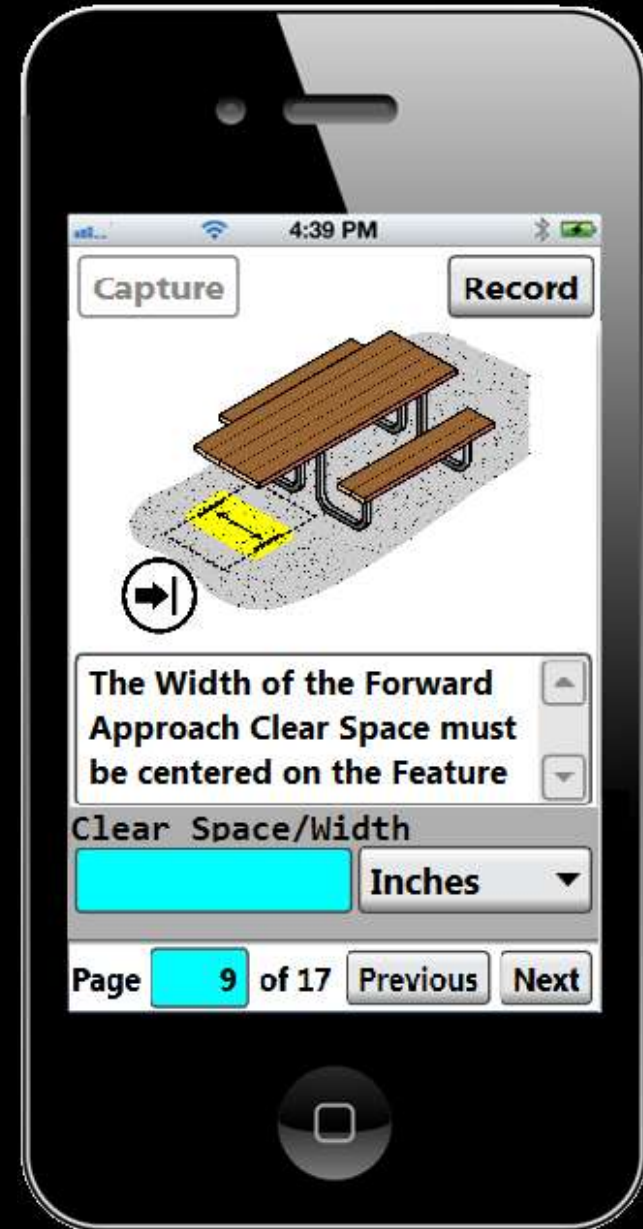 4:39 PM
Capture
Record
The Width of the Forward
Approach Clear Space must
be centered on the Feature
Clear Space/Width
Inches
Page 9 of 17 Previous Next